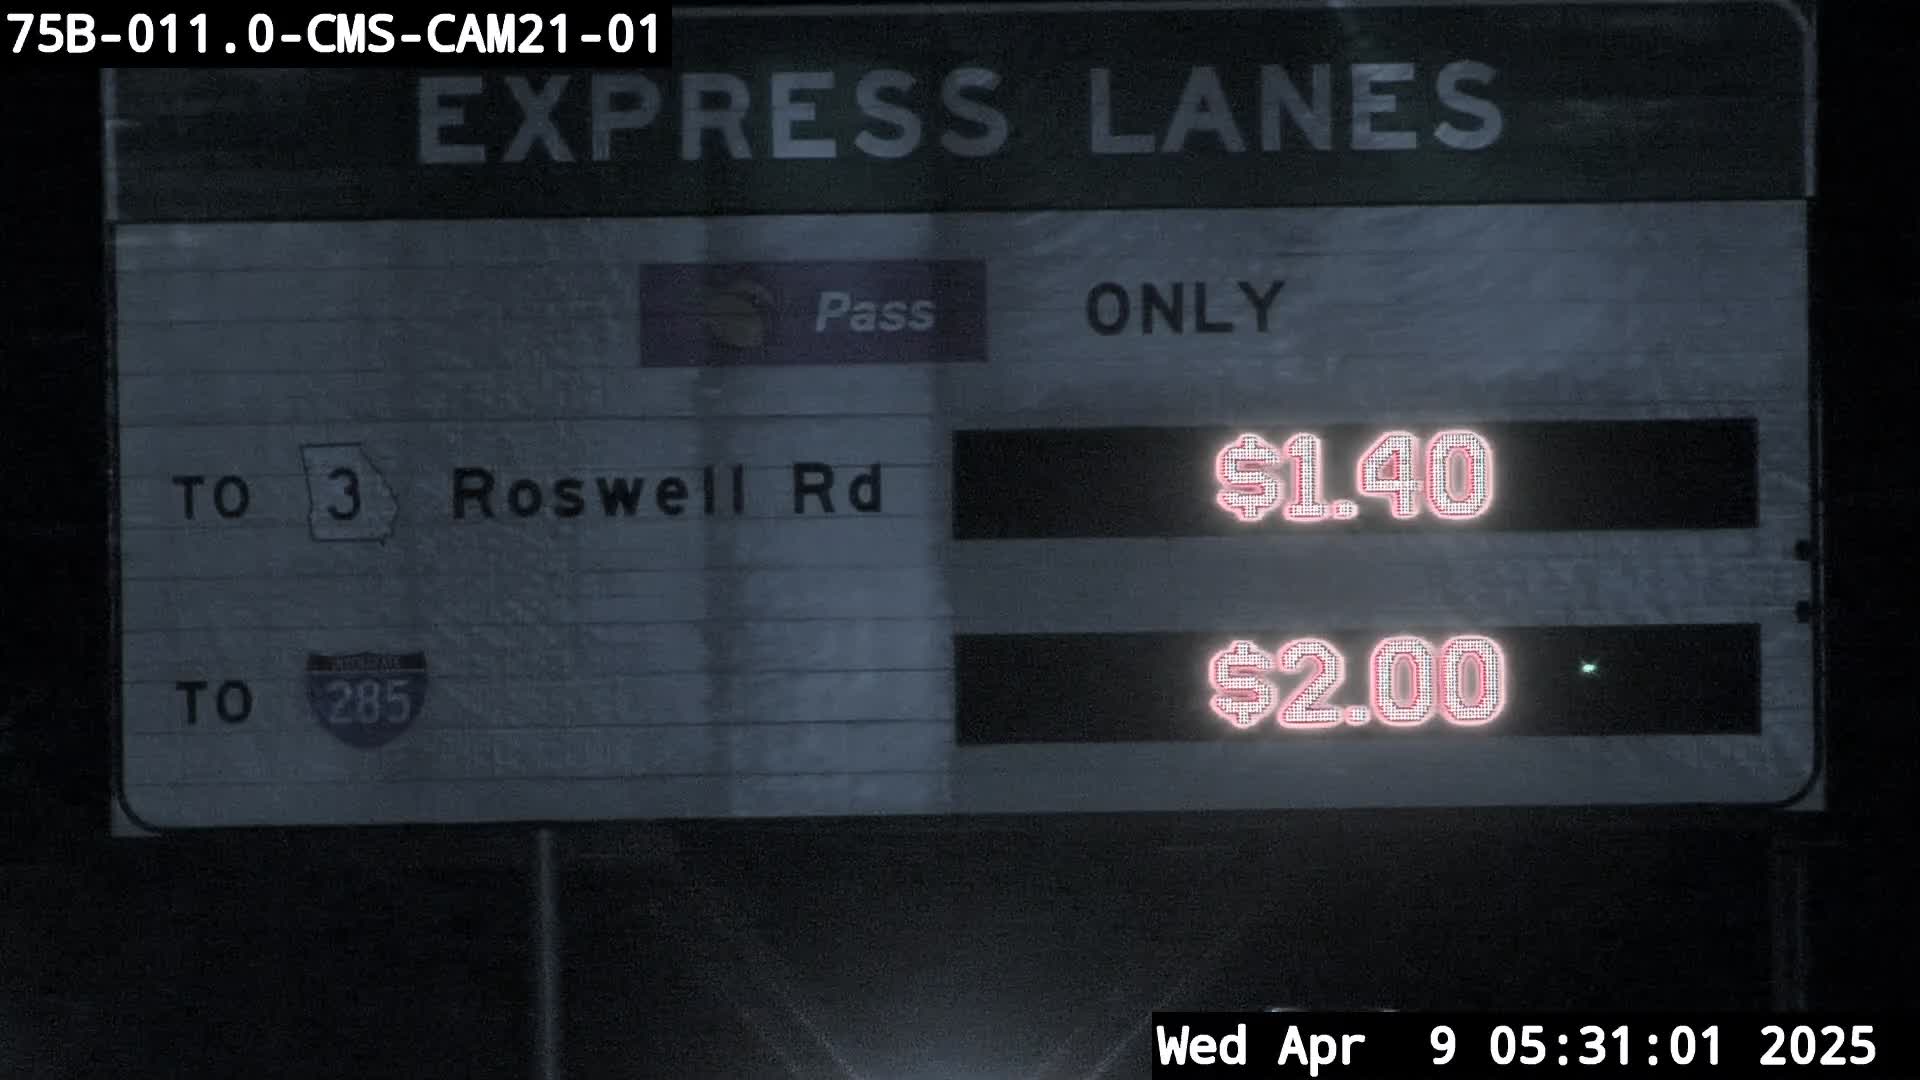 75B-011.0-CMS-CAM21-01
EXPRESS LANES
Pass ONLY
TO 3 Roswell Rd $1.40
INTERSTATE
TO 285 $2.00
Wed Apr 9 05:31:01 2025